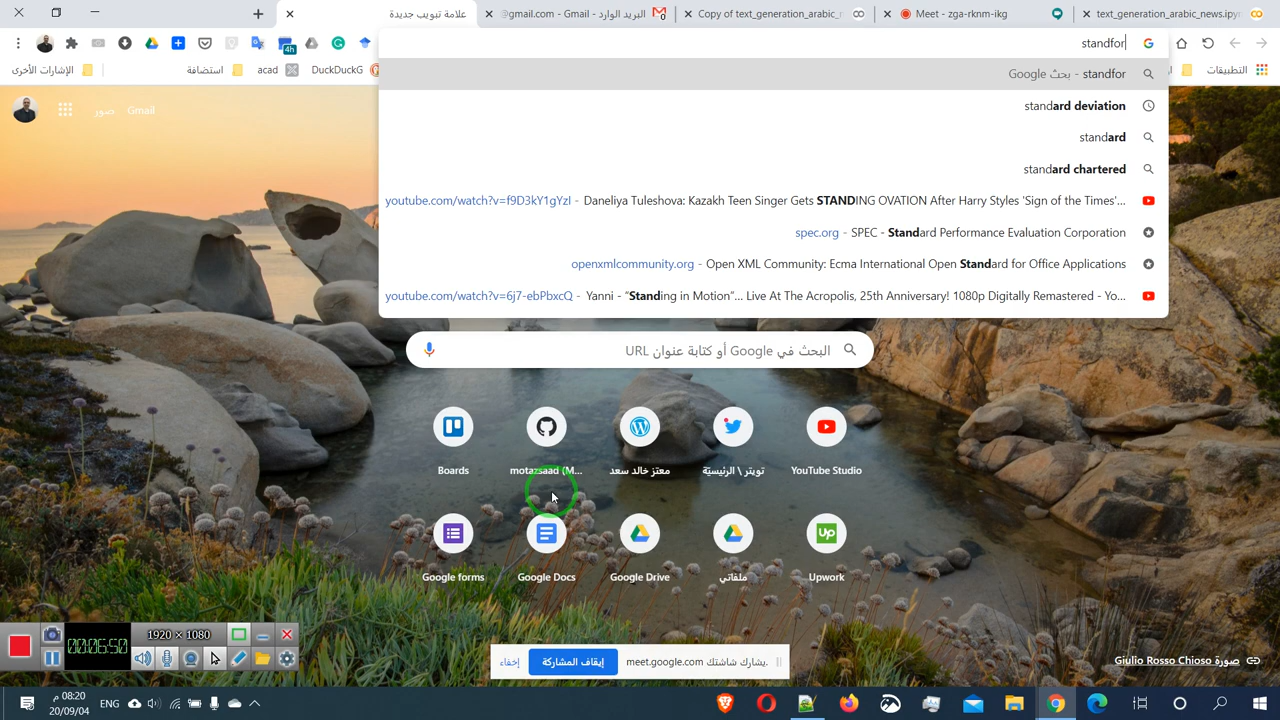 text_generation_arabic_news.ipyn
Meet - zga-rknm-ikg
Copy of text_generation_arabic_n
البريد الوارد - gmail.com - Gmail@
علامة تبويب جديدة
standfor
التطبيقات
DuckDuckG
acad
استضافة
الإشارات الأخرى
4h
standfor - بحث Google
standard deviation
standard
standard chartered
youtube.com/watch?v=f9D3kY1gYzI - Daneliya Tuleshova: Kazakh Teen Singer Gets STANDING OVATION After Harry Styles 'Sign of the Times'...
spec.org - SPEC - Standard Performance Evaluation Corporation
openxmlcommunity.org - Open XML Community: Ecma International Open Standard for Office Applications
youtube.com/watch?v=6j7-ebPbxcQ - Yanni - "Standing in Motion"... Live At The Acropolis, 25th Anniversary! 1080p Digitally Remastered - Yo...
صور Gmail
البحث في Google أو كتابة عنوان URL
YouTube Studio
تويتر \ الرئيسيّة
معتز خالد سعد
motazsaad (M...
Boards
Upwork
ملفاتي
Google Drive
Google Docs
Google forms
Up
1920 × 1080
00:06:50
يشارك شاشتك meet.google.com.
إيقاف المشاركة
إخفاء
صورة Giulio Rosso Chioso
08:20 م
20/09/04
ENG